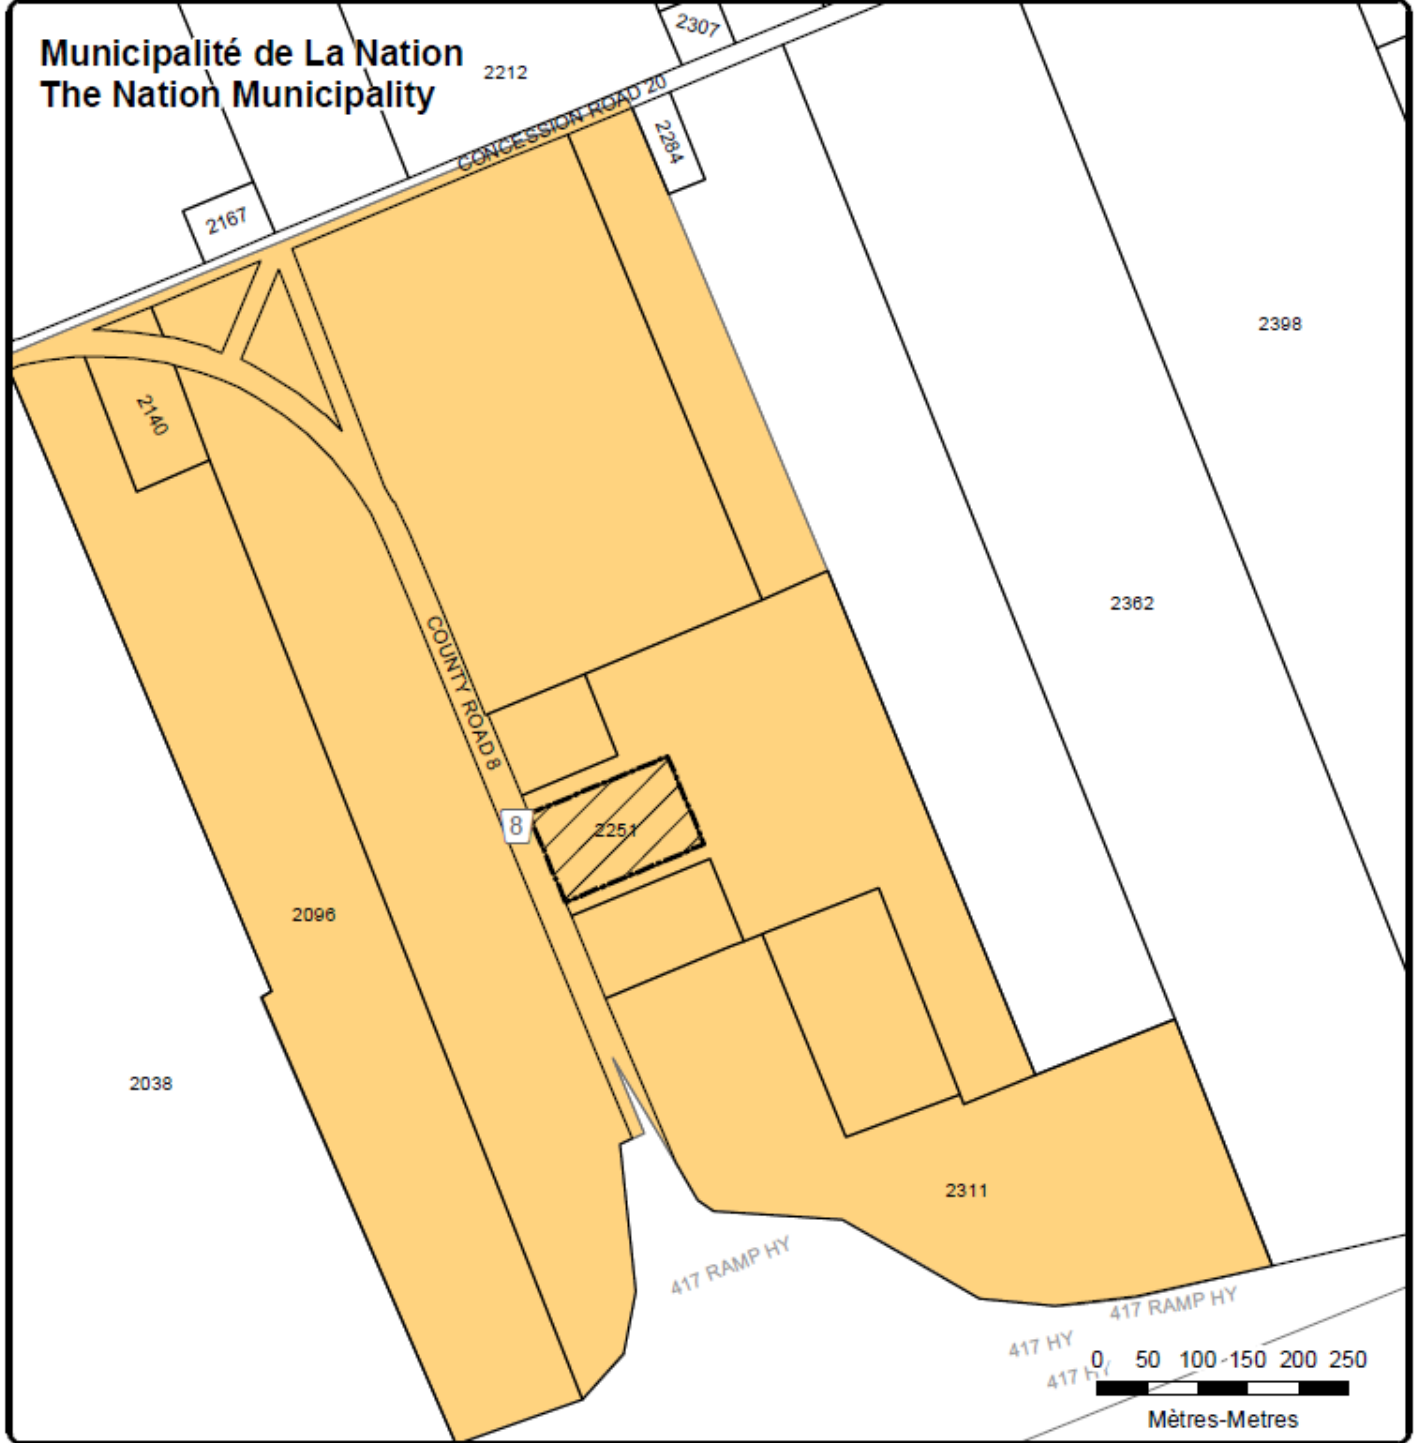 Municipalité de La Nation
The Nation Municipality
2307
2212
CONCESSION ROAD 20
2284
2167
2398
2140
2362
COUNTY ROAD 8
8
2251
2096
2038
2311
417 RAMP HY
417 RAMP HY
417 HY
417 HY
0 50 100 150 200 250
Mètres-Metres